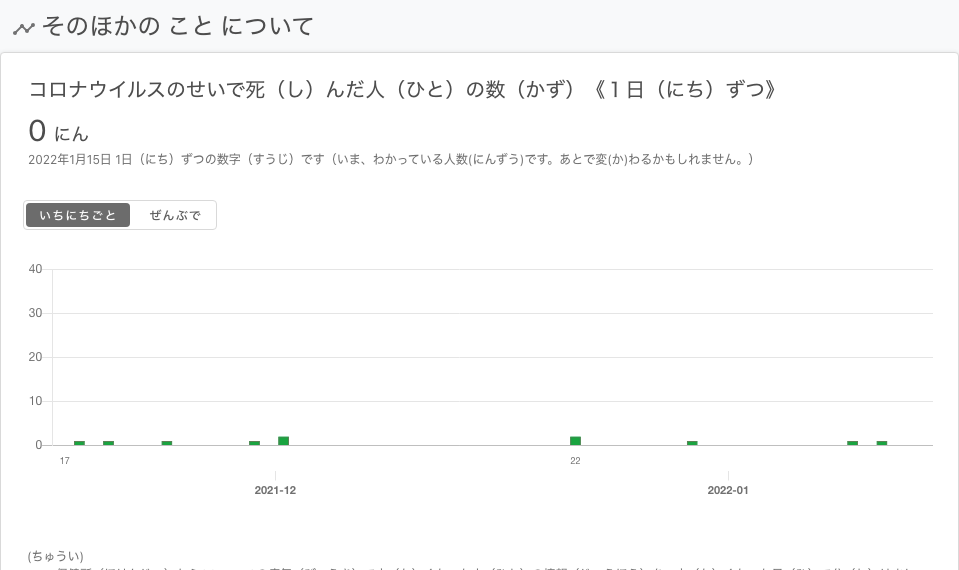 そのほかの こと について
コロナウイルスのせいで死（し）んだ人（ひと）の数（かず）《１日（にち）ずつ》
0 にん
2022年1月15日 1日（にち）ずつの数字（すうじ）です（いま、わかっている人数(にんずう)です。あとで変(か)わるかもしれません。）
いちにちごと ぜんぶで
40
30
20
10
0
17 22
2021-12 2022-01
(ちゅうい)